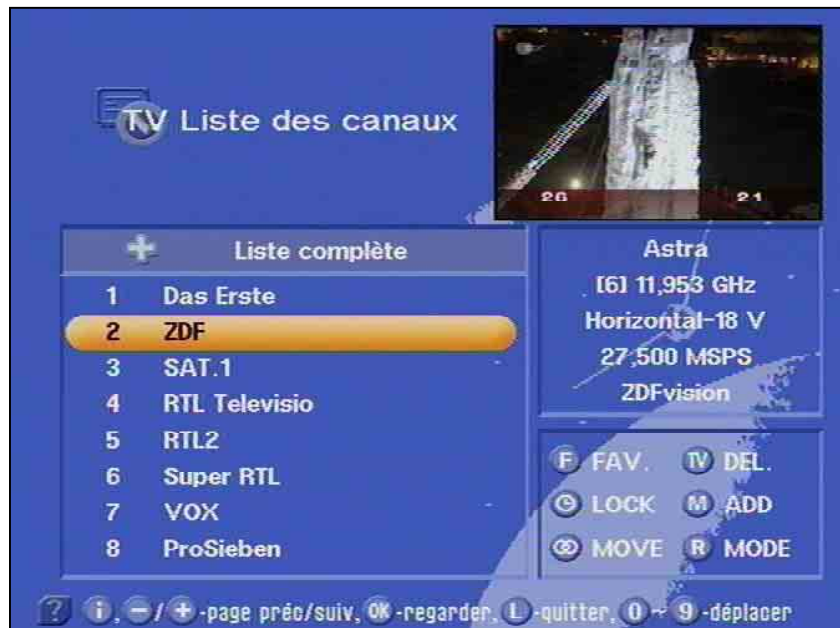 TV Liste des canaux
26 21
Liste complète
1 Das Erste
2 ZDF
3 SAT.1
4 RTL Televisio
5 RTL2
6 Super RTL
7 VOX
8 ProSieben
Astra
[6] 11,953 GHz
Horizontal-18 V
27,500 MSPS
ZDFvision
F FAV. TV DEL.
LOCK M ADD
MOVE R MODE
? i, -/+ -page préc/suiv, OK -regarder, L -quitter, 0 ~ 9 -déplacer